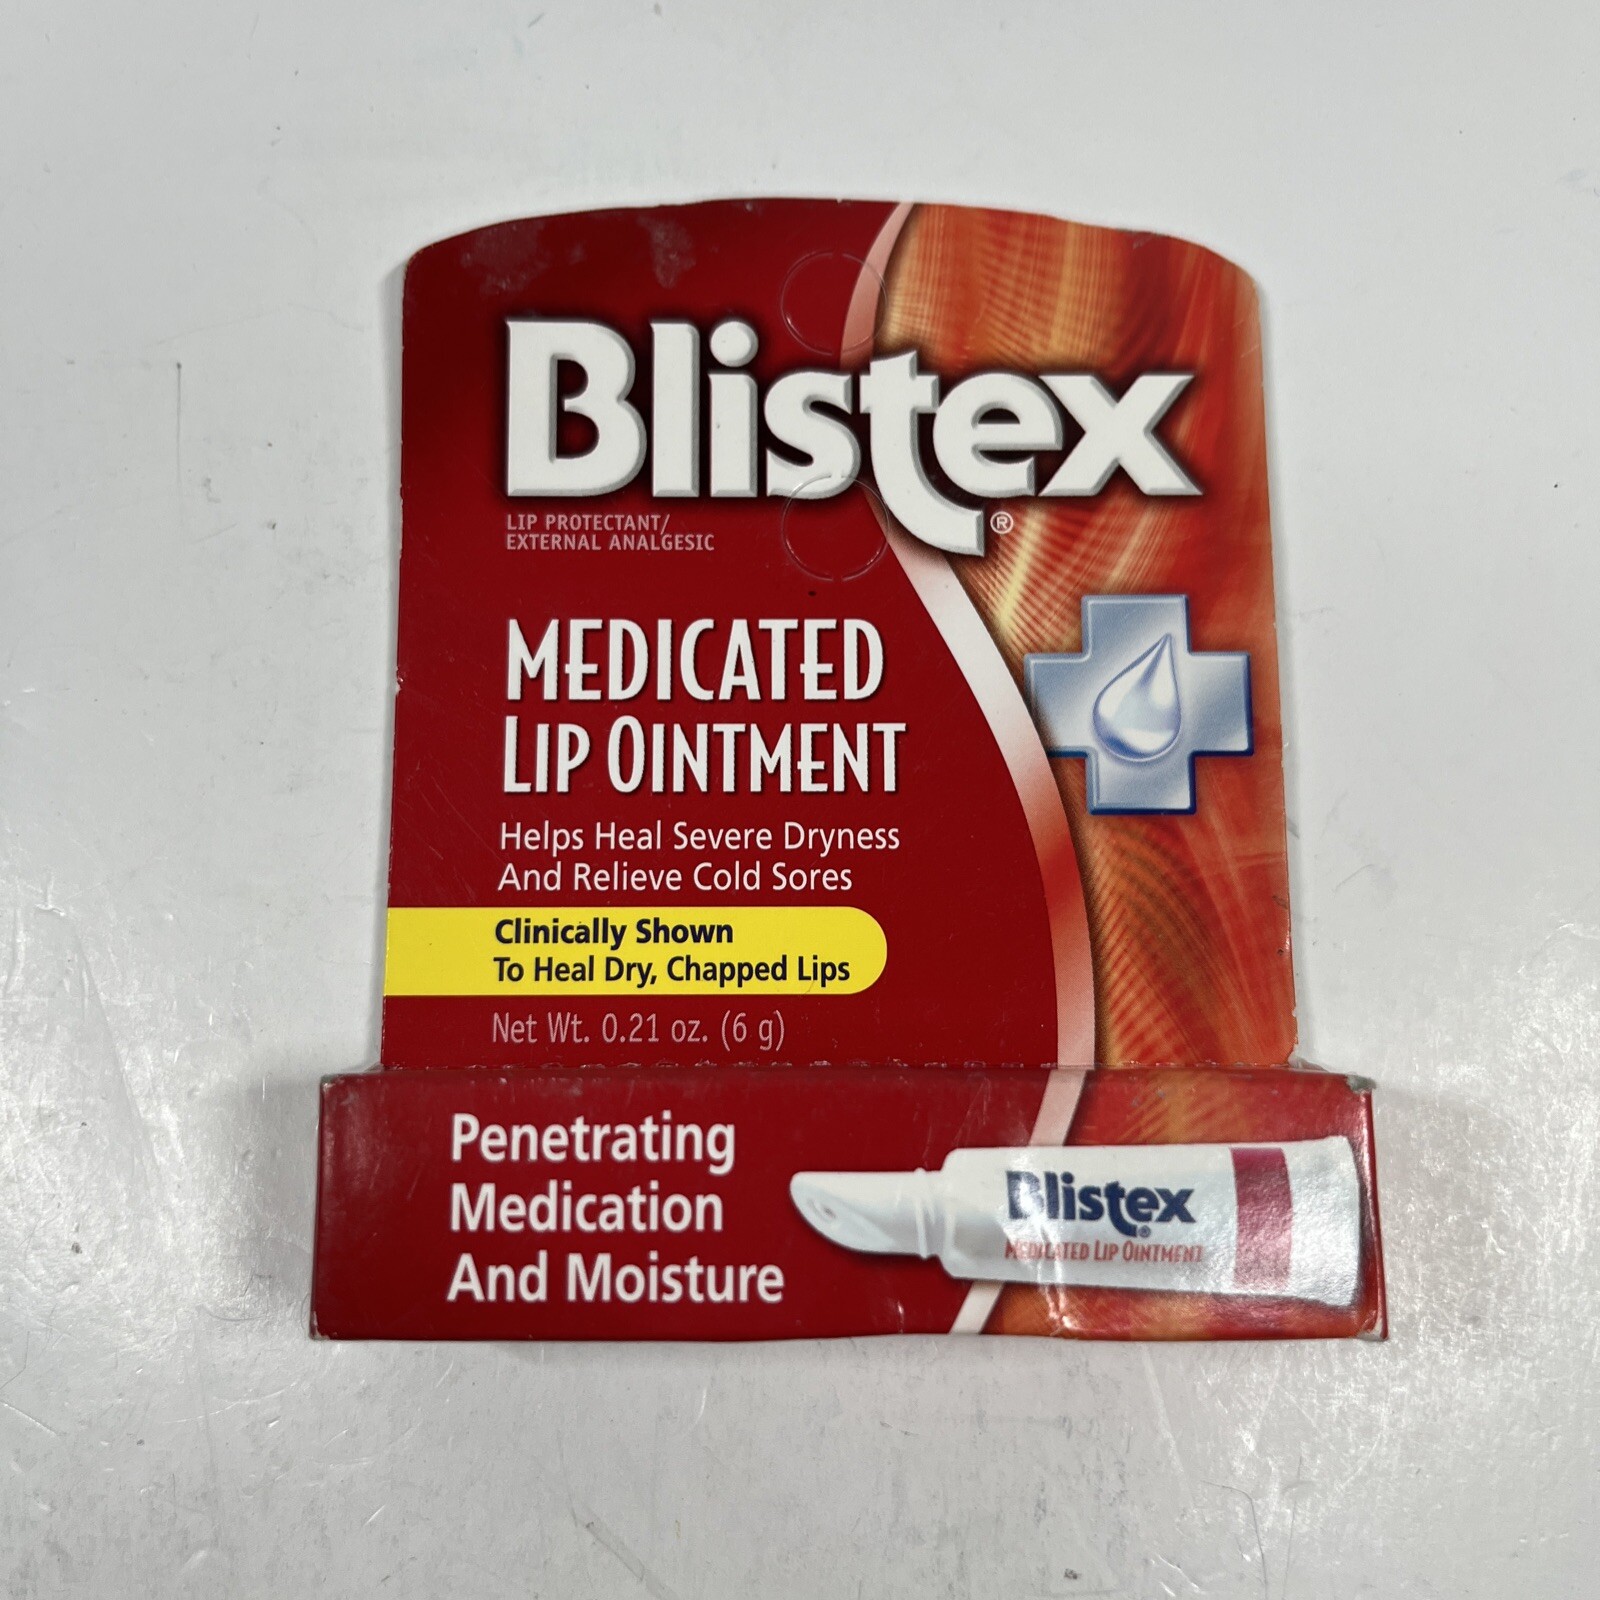 Blistex®
LIP PROTECTANT/
EXTERNAL ANALGESIC
MEDICATED
LIP OINTMENT
Helps Heal Severe Dryness
And Relieve Cold Sores
Clinically Shown
To Heal Dry, Chapped Lips
Net Wt. 0.21 oz. (6 g)
Penetrating
Medication
And Moisture
Blistex®
MEDICATED LIP OINTMENT